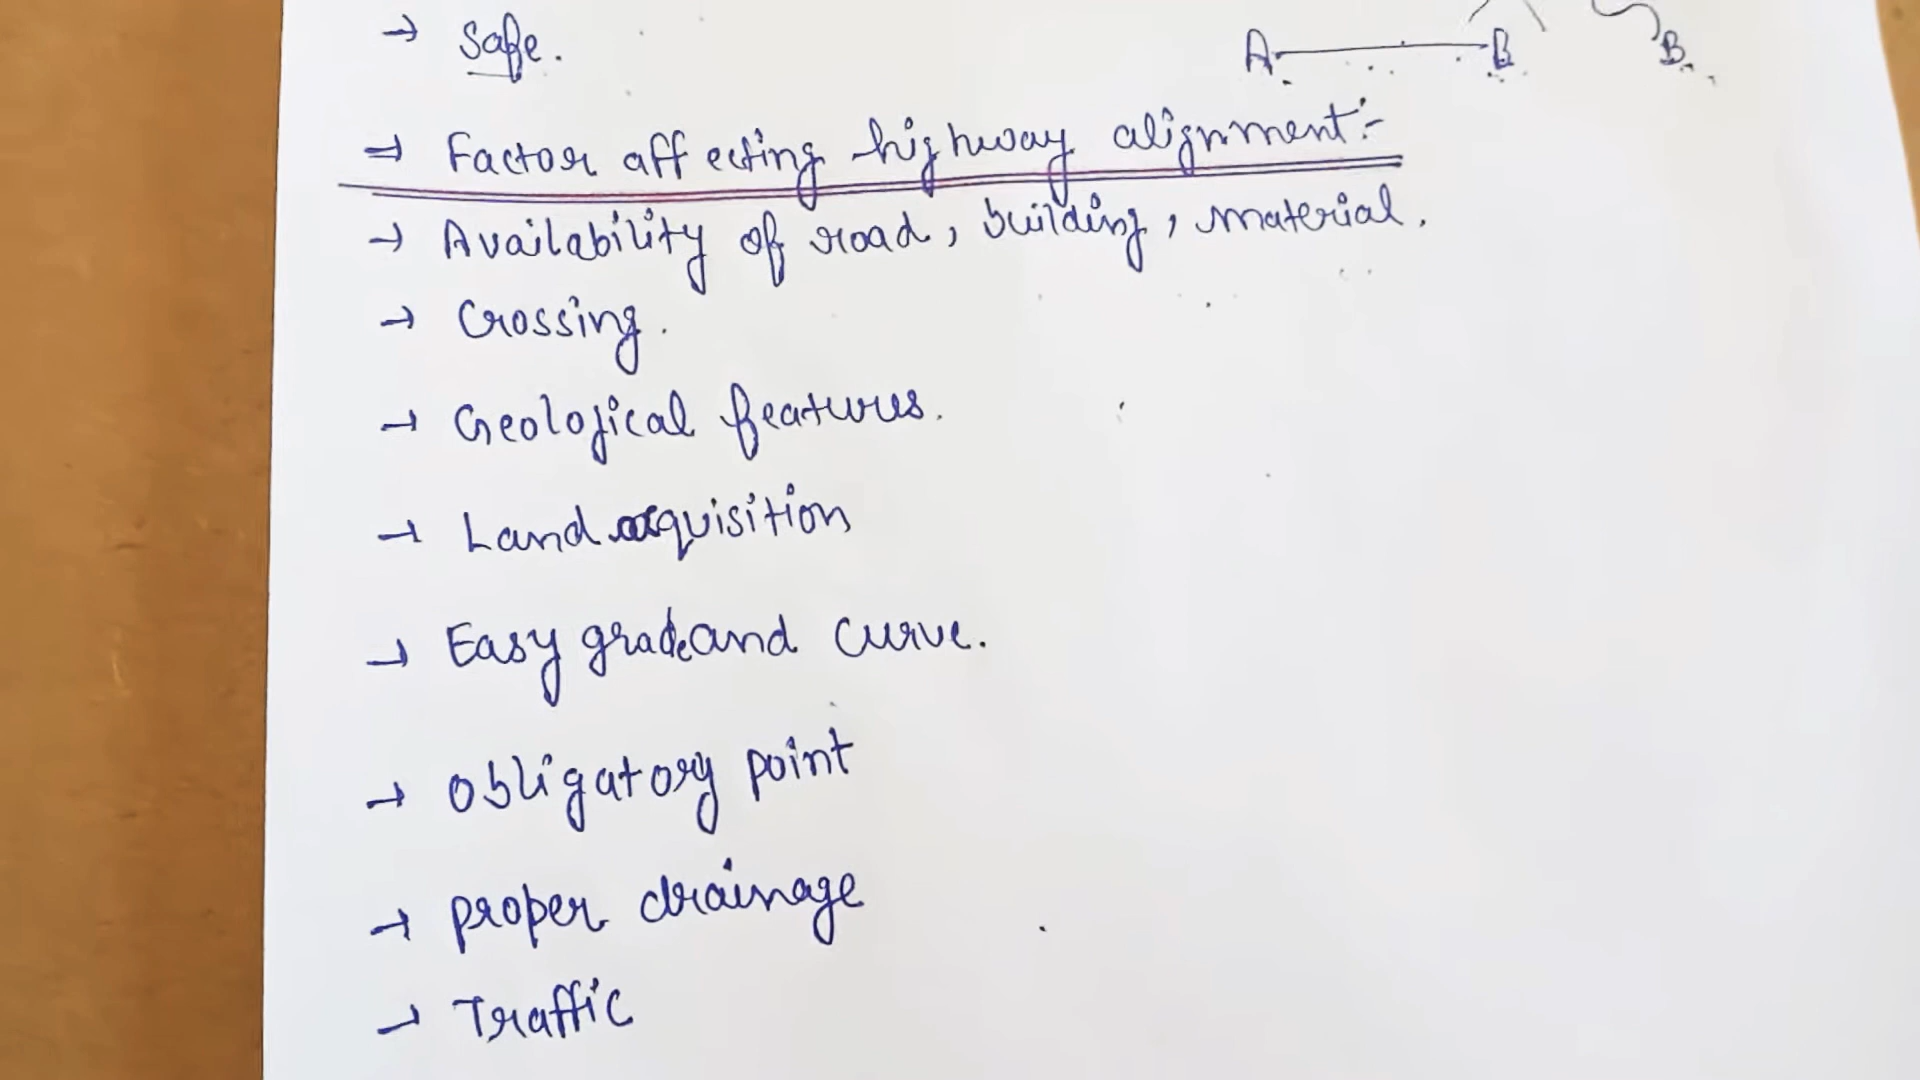 → Safe.
A B B
⇒ Factor affecting highway alignment:-
→ Availability of road, building, material.
→ Crossing.
→ Geological features.
→ Land acquisition
→ Easy grade and curve.
→ Obligatory point
→ proper drainage
→ Traffic